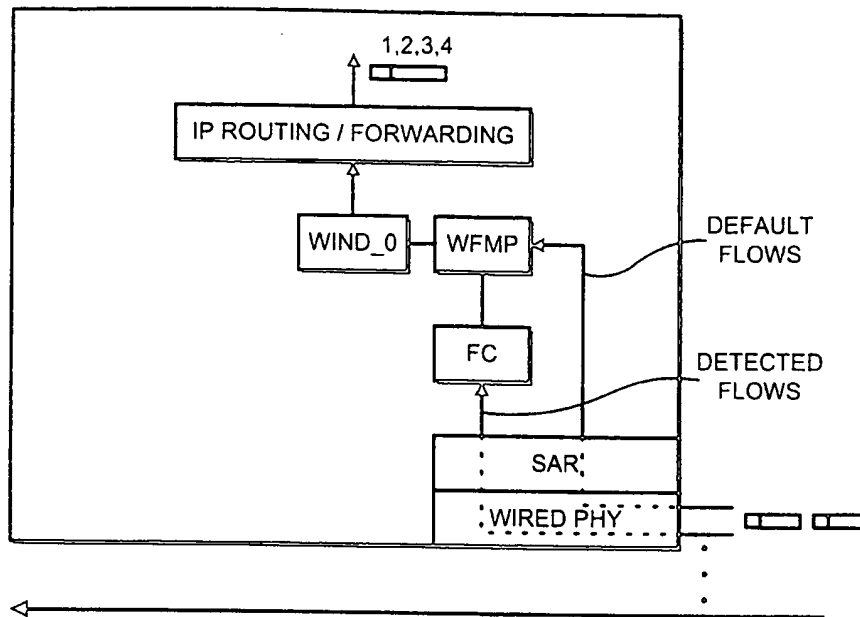 1,2,3,4
IP ROUTING / FORWARDING
WIND_0
WFMP
DEFAULT
FLOWS
FC
DETECTED
FLOWS
SAR
WIRED PHY